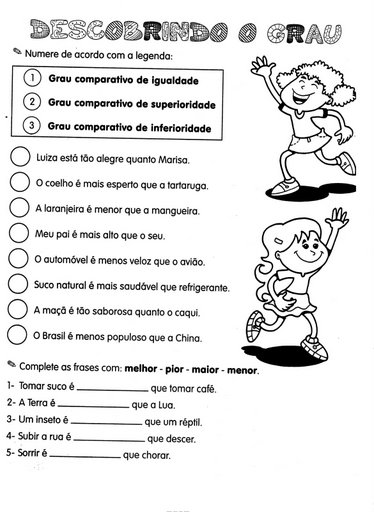 DESCOBRINDO O GRAU
Numere de acordo com a legenda:
1 Grau comparativo de igualdade
2 Grau comparativo de superioridade
3 Grau comparativo de inferioridade
Luiza está tão alegre quanto Marisa.
O coelho é mais esperto que a tartaruga.
A laranjeira é menor que a mangueira.
Meu pai é mais alto que o seu.
O automóvel é menos veloz que o avião.
Suco natural é mais saudável que refrigerante.
A maçã é tão saborosa quanto o caqui.
O Brasil é menos populoso que a China.
Complete as frases com: melhor - pior - maior - menor.
1- Tomar suco é ____________ que tomar café.
2- A Terra é ____________ que a Lua.
3- Um inseto é ____________ que um réptil.
4- Subir a rua é ____________ que descer.
5- Sorrir é ____________ que chorar.